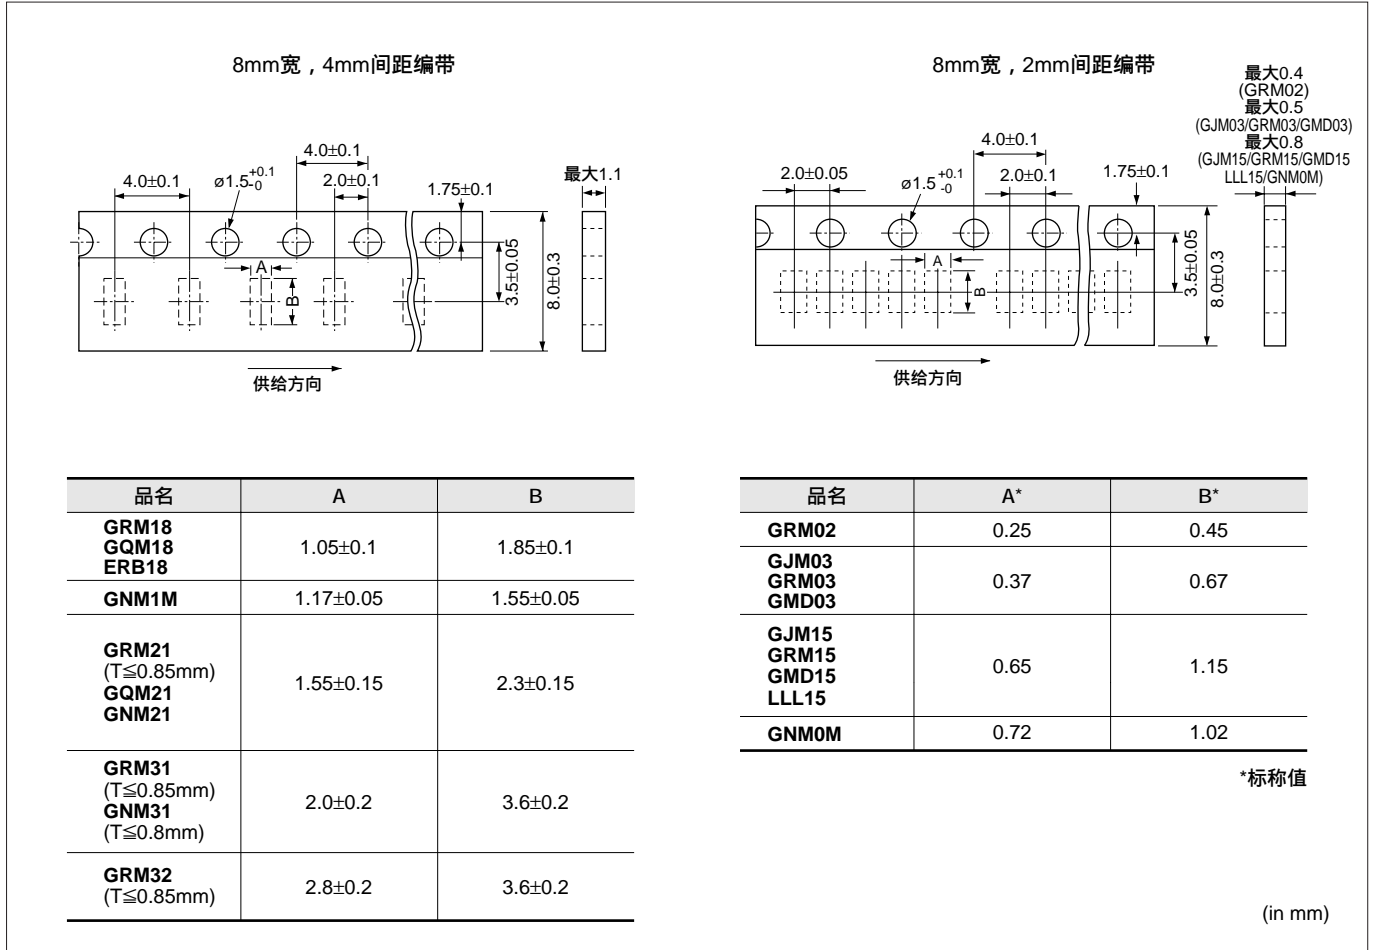 8mm宽，4mm间距编带
4.0±0.1
4.0±0.1
ø1.5 +0.1 -0
2.0±0.1
1.75±0.1
最大1.1
A
B
3.5±0.05
8.0±0.3
供给方向
8mm宽，2mm间距编带
最大0.4
(GRM02)
最大0.5
(GJM03/GRM03/GMD03)
最大0.8
(GJM15/GRM15/GMD15
LLL15/GNM0M)
4.0±0.1
2.0±0.05
ø1.5 +0.1 -0
2.0±0.1
1.75±0.1
A
B
3.5±0.05
8.0±0.3
供给方向
品名 A B
GRM18
GQM18
ERB18
1.05±0.1 1.85±0.1
GNM1M 1.17±0.05 1.55±0.05
GRM21
(T≦0.85mm)
GQM21
GNM21
1.55±0.15 2.3±0.15
GRM31
(T≦0.85mm)
GNM31
(T≦0.8mm)
2.0±0.2 3.6±0.2
GRM32
(T≦0.85mm)
2.8±0.2 3.6±0.2
品名 A* B*
GRM02 0.25 0.45
GJM03
GRM03
GMD03
0.37 0.67
GJM15
GRM15
GMD15
LLL15
0.65 1.15
GNM0M 0.72 1.02
*标称值
(in mm)